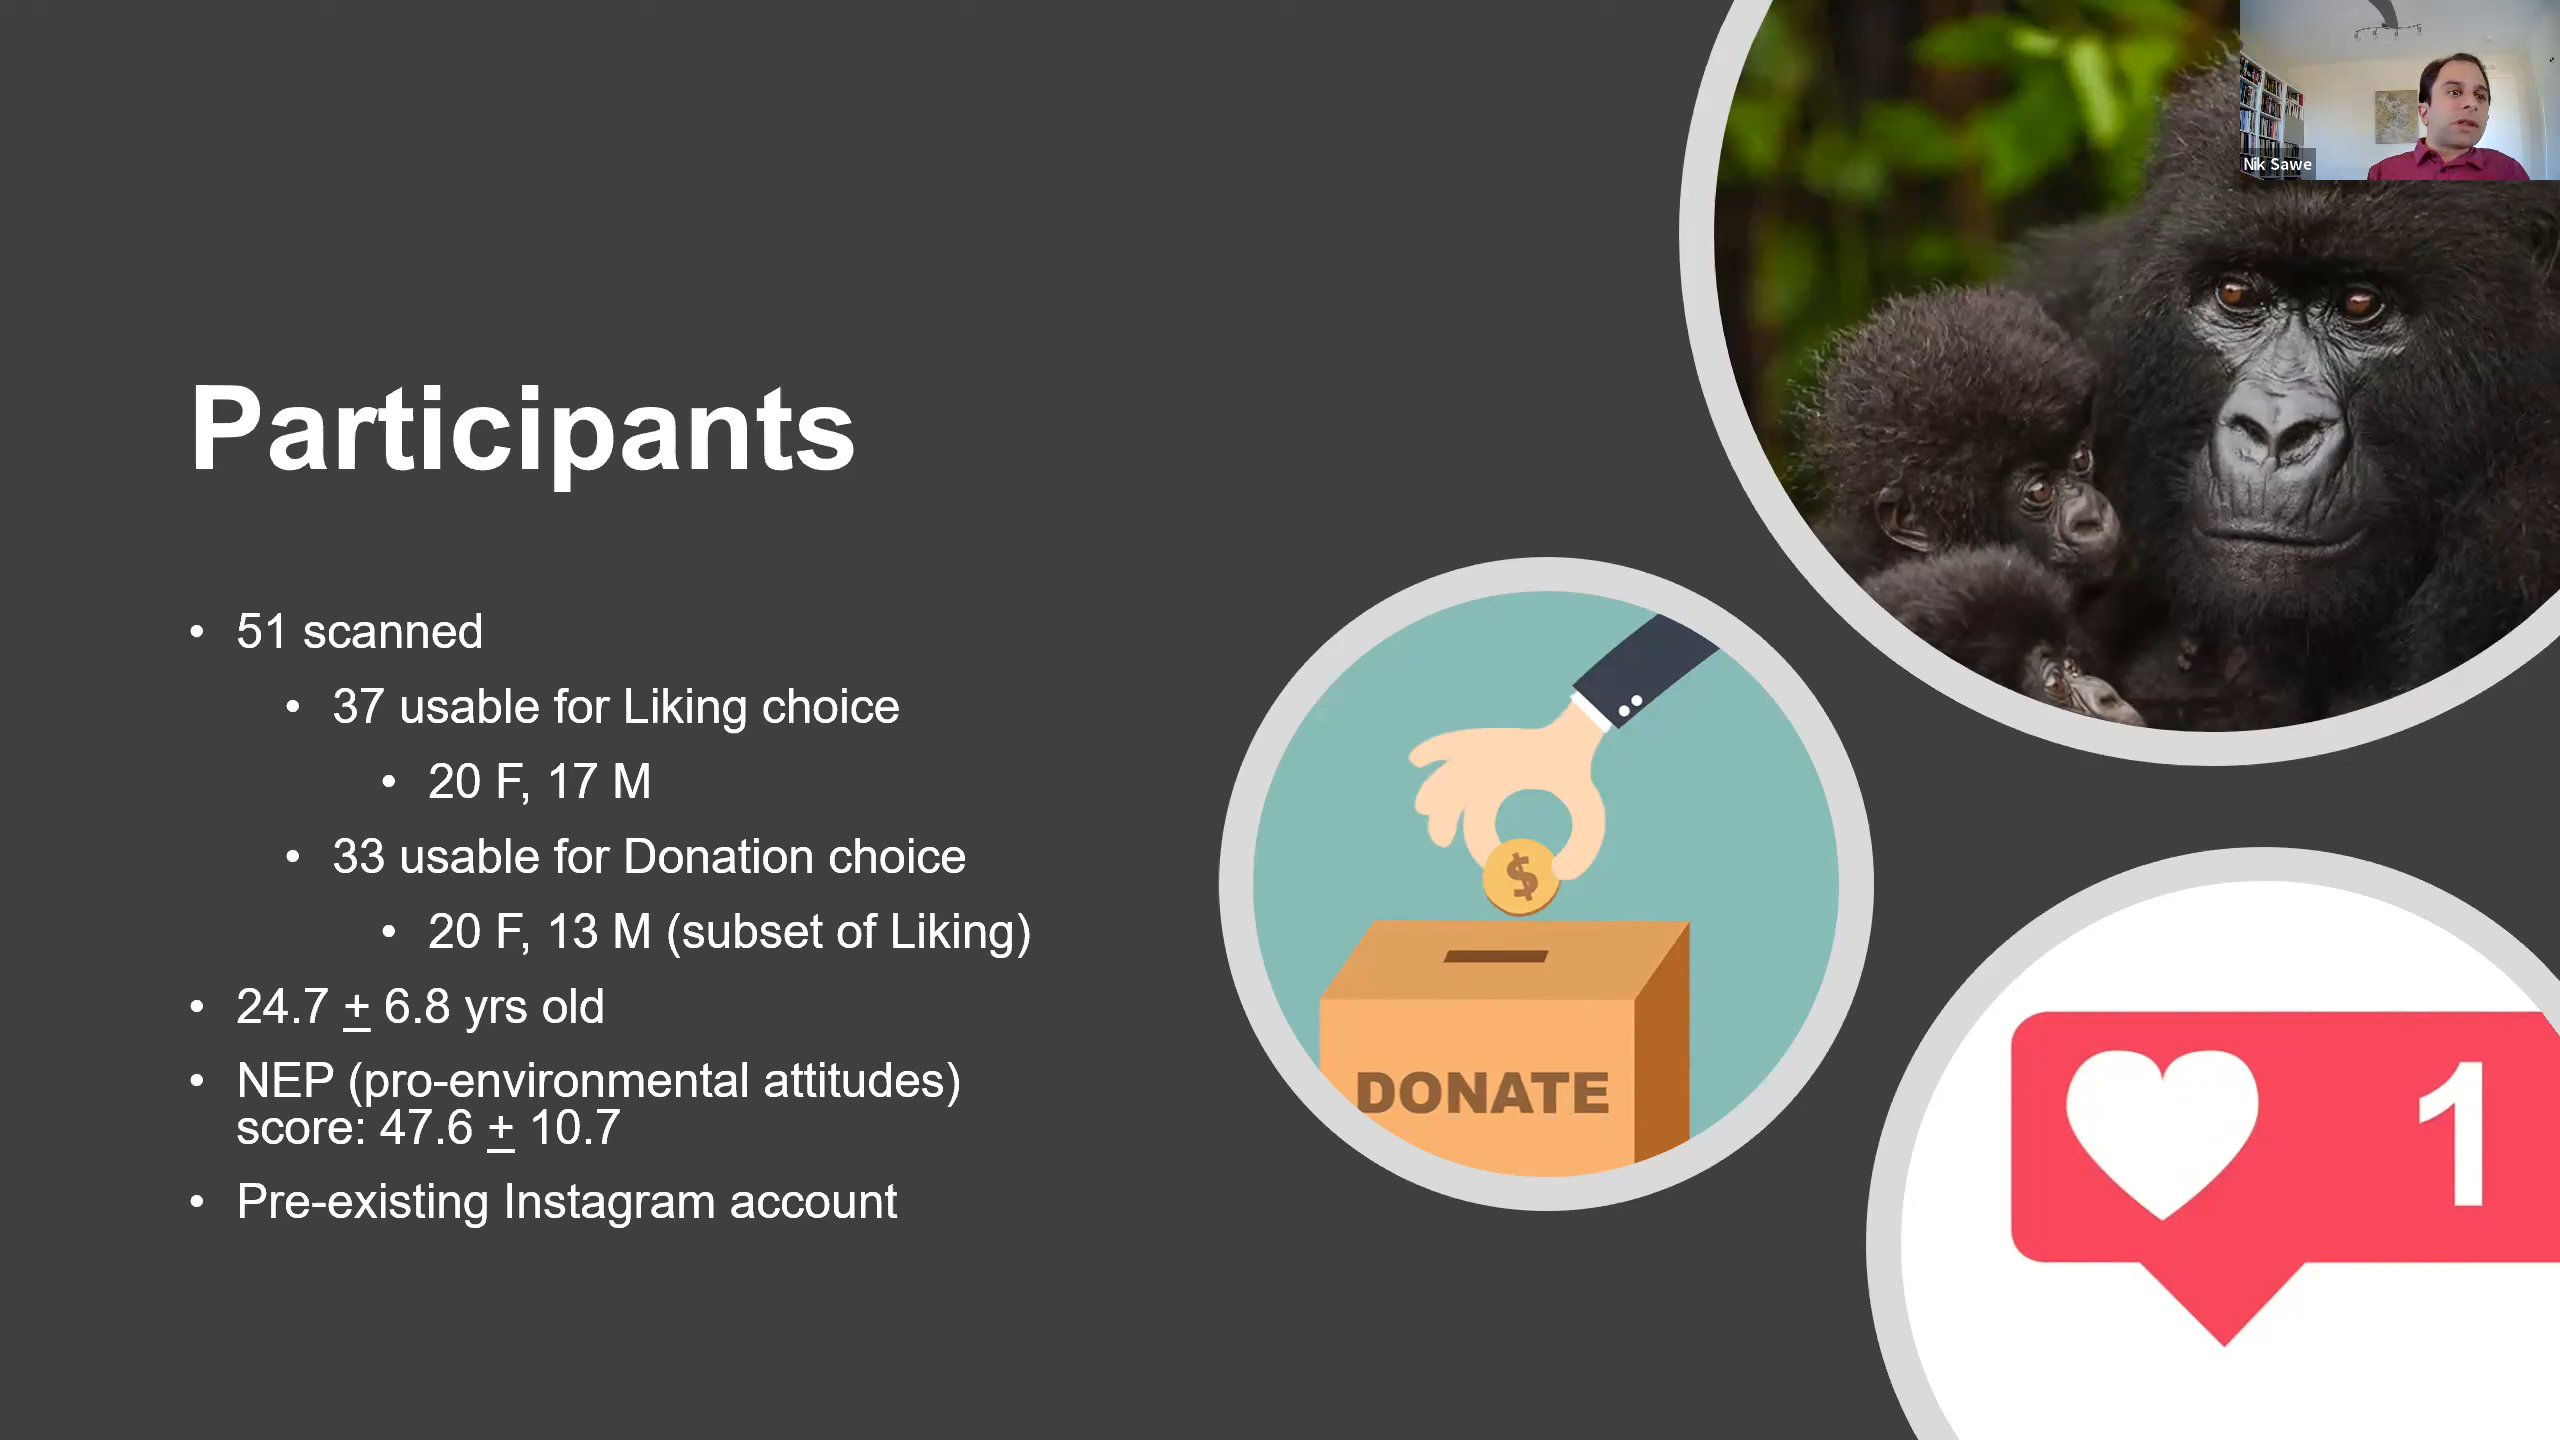 Nik Sawe
Participants
• 51 scanned
• 37 usable for Liking choice
• 20 F, 17 M
• 33 usable for Donation choice
• 20 F, 13 M (subset of Liking)
• 24.7 ± 6.8 yrs old
• NEP (pro-environmental attitudes)
score: 47.6 ± 10.7
• Pre-existing Instagram account
$
DONATE
1